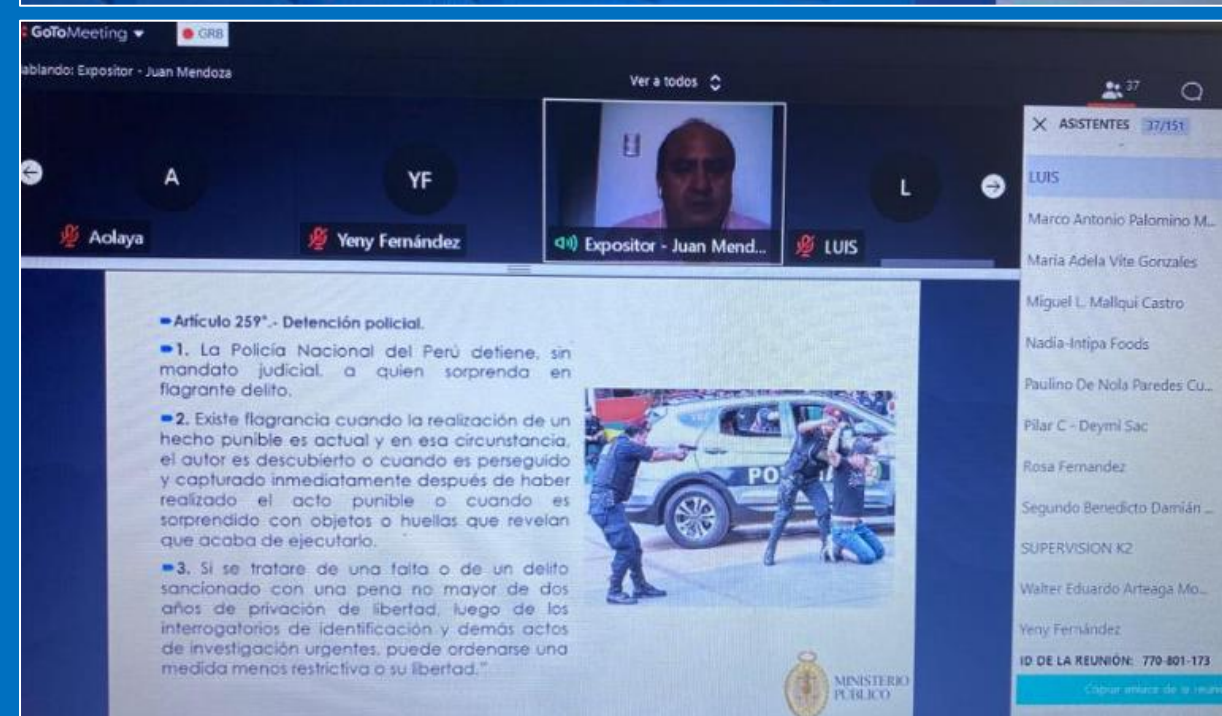 GoToMeeting
GRB
ablando: Expositor - Juan Mendoza
Ver a todos
37
ASISTENTES 37/151
A
YF
L
Aolaya
Yeny Fernández
Expositor - Juan Mend...
LUIS
LUIS
Marco Antonio Palomino M...
Maria Adela Vite Gonzales
Miguel L. Mallqui Castro
Nadia-Intipa Foods
Paulino De Nola Paredes Cu...
Pilar C - Deymi Sac
Rosa Fernandez
Segundo Benedicto Damián ...
SUPERVISION K2
Walter Eduardo Arteaga Mo...
Yeny Fernández
ID DE LA REUNIÓN: 770-801-173
Copiar enlace de la reuni
Artículo 259°.- Detención policial.
1. La Policía Nacional del Perú detiene, sin
mandato judicial, a quien sorprenda en
flagrante delito.
2. Existe flagrancia cuando la realización de un
hecho punible es actual y en esa circunstancia,
el autor es descubierto o cuando es perseguido
y capturado inmediatamente después de haber
realizado el acto punible o cuando es
sorprendido con objetos o huellas que revelan
que acaba de ejecutarlo.
3. Si se tratare de una falta o de un delito
sancionado con una pena no mayor de dos
años de privación de libertad, luego de los
interrogatorios de identificación y demás actos
de investigación urgentes, puede ordenarse una
medida menos restrictiva o su libertad."
PO
MINISTERIO
PÚBLICO